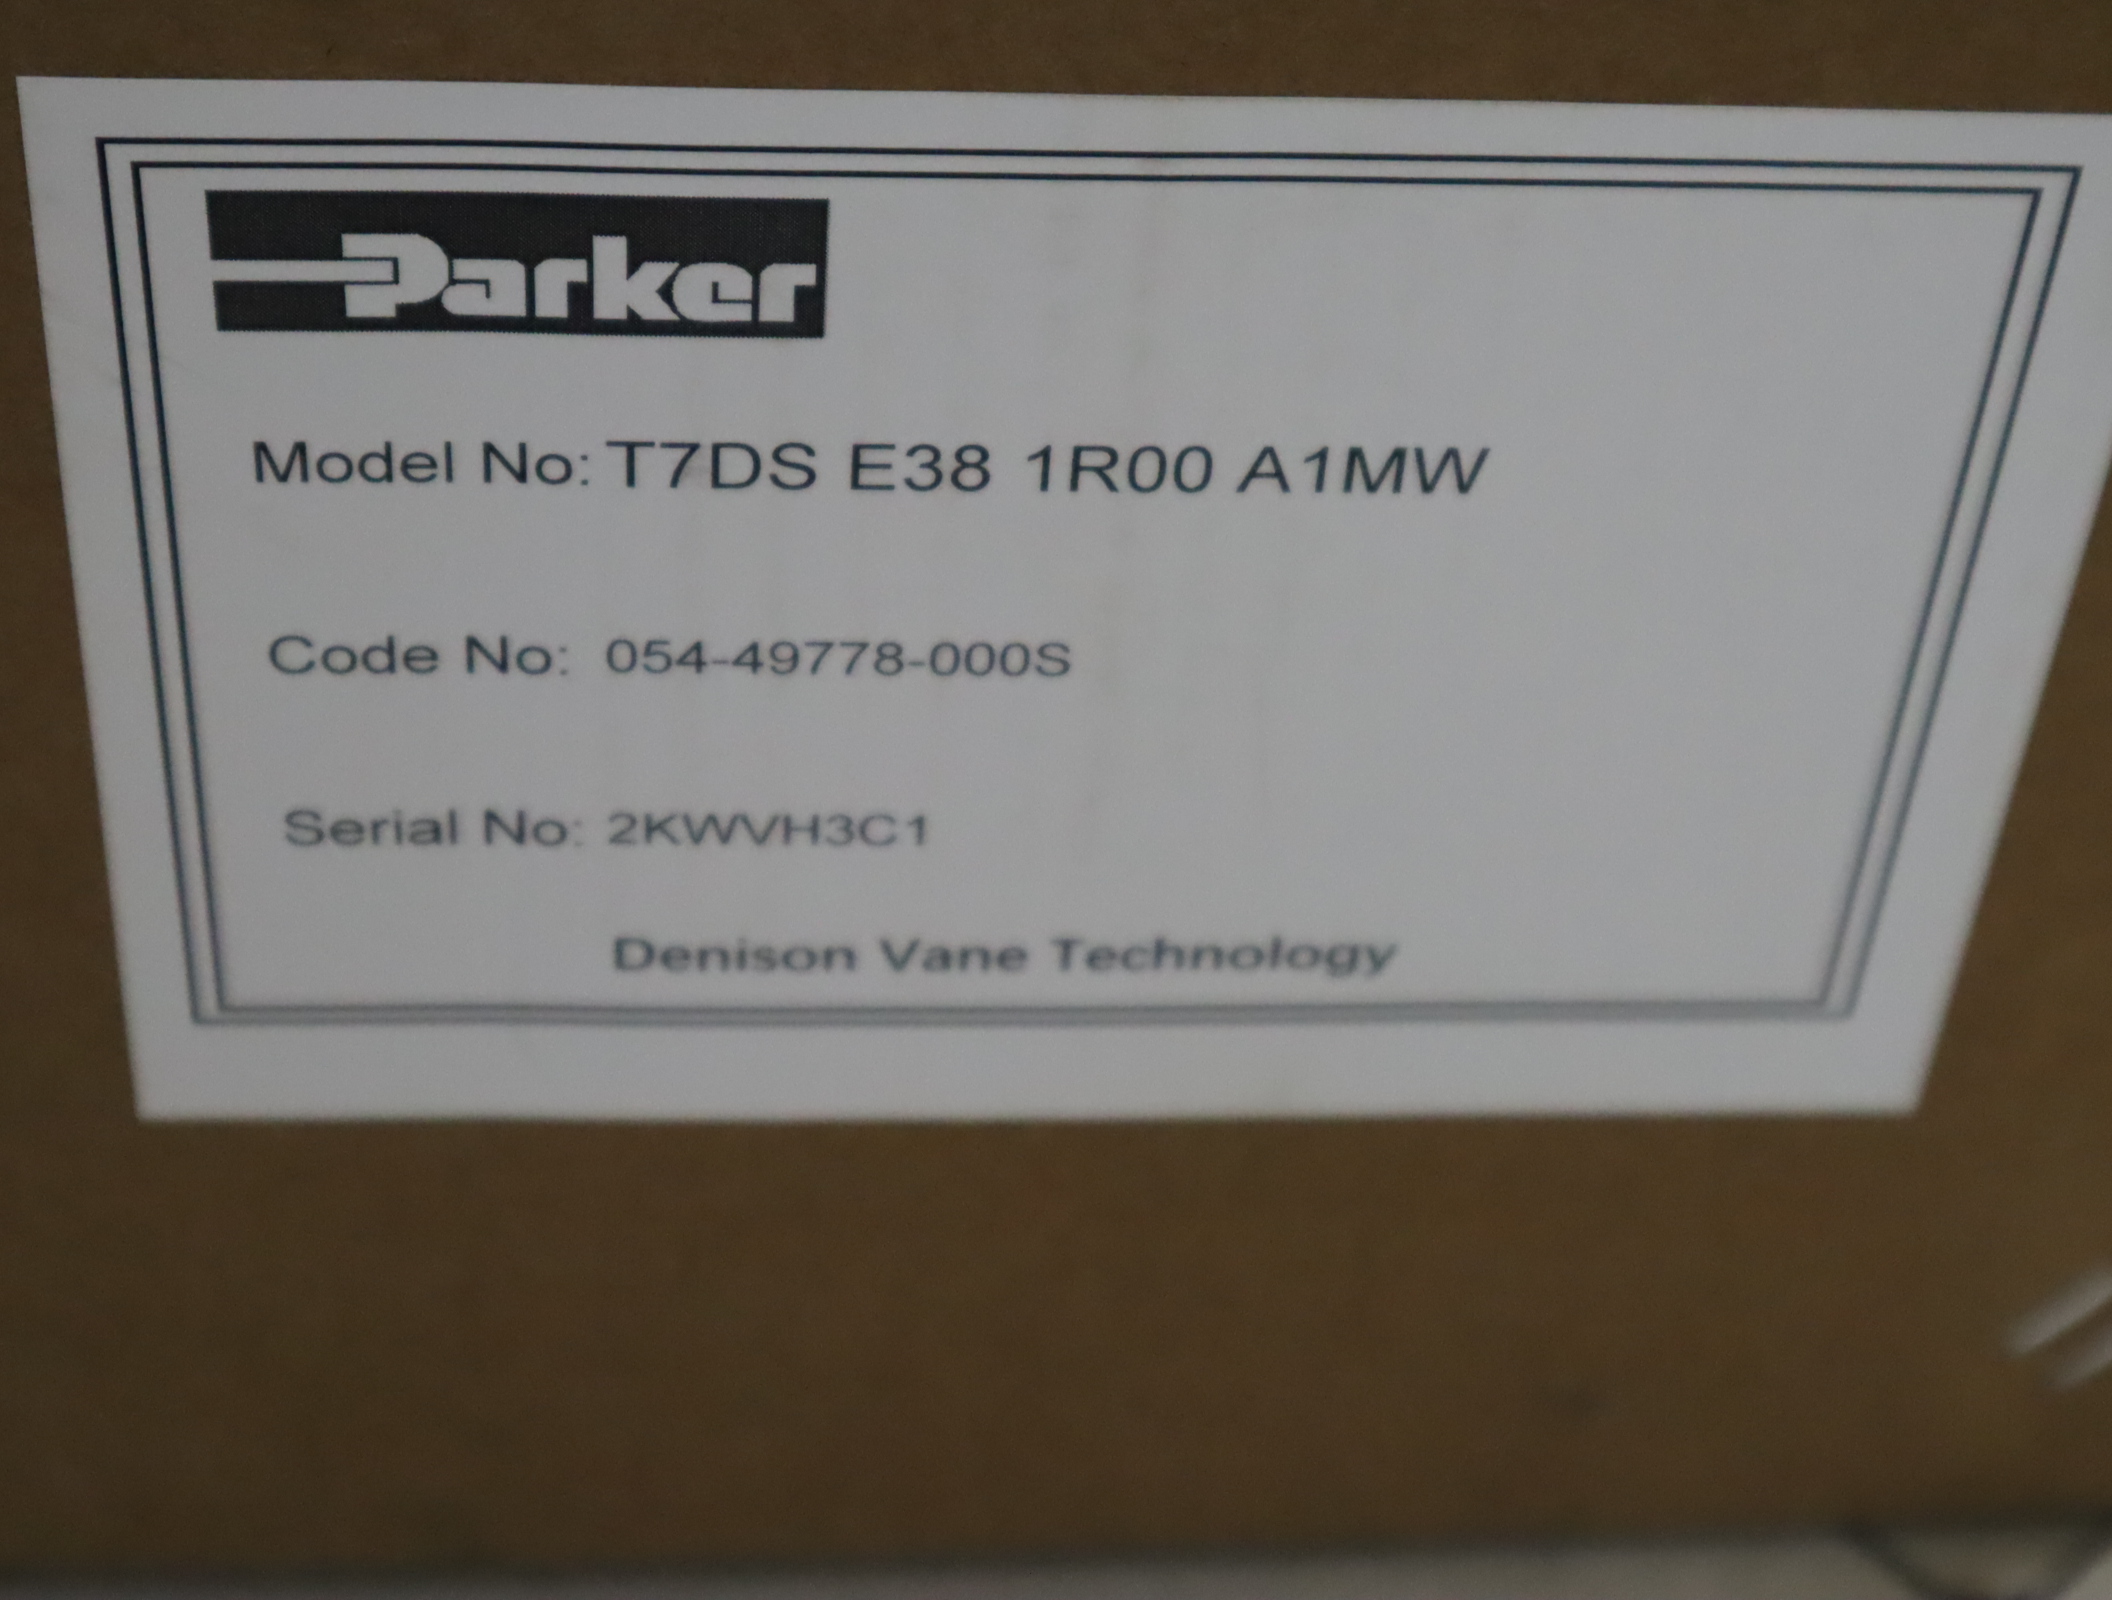 Parker
Model No: T7DS E38 1R00 A1MW
Code No: 054-49778-000S
Serial No: 2KWVH3C1
Denison Vane Technology